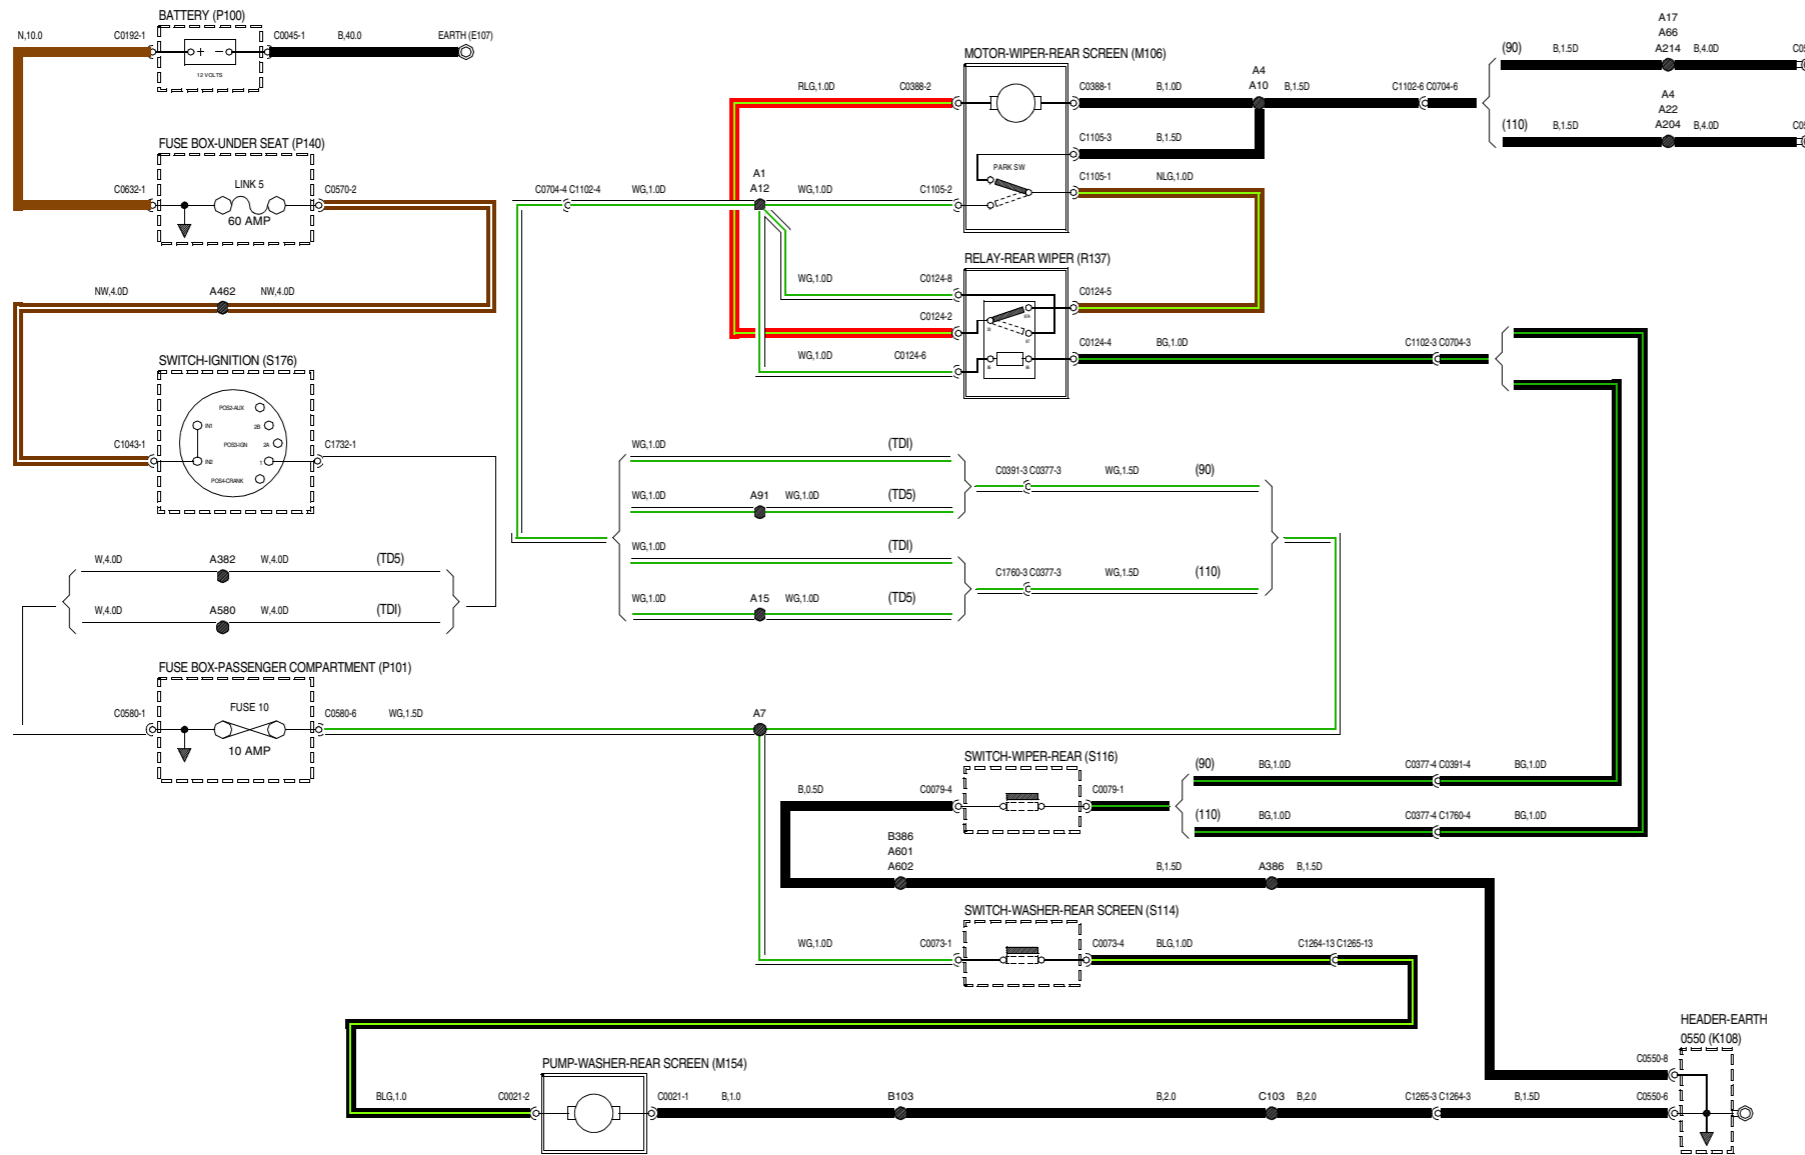 BATTERY (P100)
N,10.0
C0192-1
+ −
12 VOLTS
C0045-1
B,40.0
EARTH (E107)
FUSE BOX-UNDER SEAT (P140)
C0632-1
LINK 5
60 AMP
C0570-2
NW,4.0D
A462
NW,4.0D
SWITCH-IGNITION (S176)
C1043-1
POS2-AUX
IN1
2B
POS3-IGN
2A
IN2
1
POS4-CRANK
C1732-1
W,4.0D
A382
W,4.0D
(TD5)
W,4.0D
A580
W,4.0D
(TDI)
FUSE BOX-PASSENGER COMPARTMENT (P101)
C0580-1
FUSE 10
10 AMP
C0580-6
WG,1.5D
A7
MOTOR-WIPER-REAR SCREEN (M106)
RLG,1.0D
C0388-2
C0388-1
B,1.0D
A4
A10
B,1.5D
C1102-6 C0704-6
C1105-3
B,1.5D
PARK SW
C1105-1
NLG,1.0D
C0704-4 C1102-4
WG,1.0D
A1
A12
WG,1.0D
C1105-2
(90)
B,1.5D
A17
A66
A214
B,4.0D
(110)
B,1.5D
A4
A22
A204
B,4.0D
RELAY-REAR WIPER (R137)
WG,1.0D
C0124-8
C0124-5
C0124-2
WG,1.0D
C0124-6
C0124-4
BG,1.0D
C1102-3 C0704-3
WG,1.0D
(TDI)
WG,1.0D
A91
WG,1.0D
(TD5)
C0391-3 C0377-3
WG,1.5D
(90)
WG,1.0D
(TDI)
WG,1.0D
A15
WG,1.0D
(TD5)
C1760-3 C0377-3
WG,1.5D
(110)
SWITCH-WIPER-REAR (S116)
B,0.5D
C0079-4
C0079-1
(90)
BG,1.0D
C0377-4 C0391-4
BG,1.0D
(110)
BG,1.0D
C0377-4 C1760-4
BG,1.0D
B386
A601
A602
B,1.5D
A386
B,1.5D
SWITCH-WASHER-REAR SCREEN (S114)
WG,1.0D
C0073-1
C0073-4
BLG,1.0D
C1264-13 C1265-13
PUMP-WASHER-REAR SCREEN (M154)
BLG,1.0
C0021-2
C0021-1
B,1.0
B103
B,2.0
C103
B,2.0
C1265-3 C1264-3
B,1.5D
HEADER-EARTH
0550 (K108)
C0550-8
C0550-6